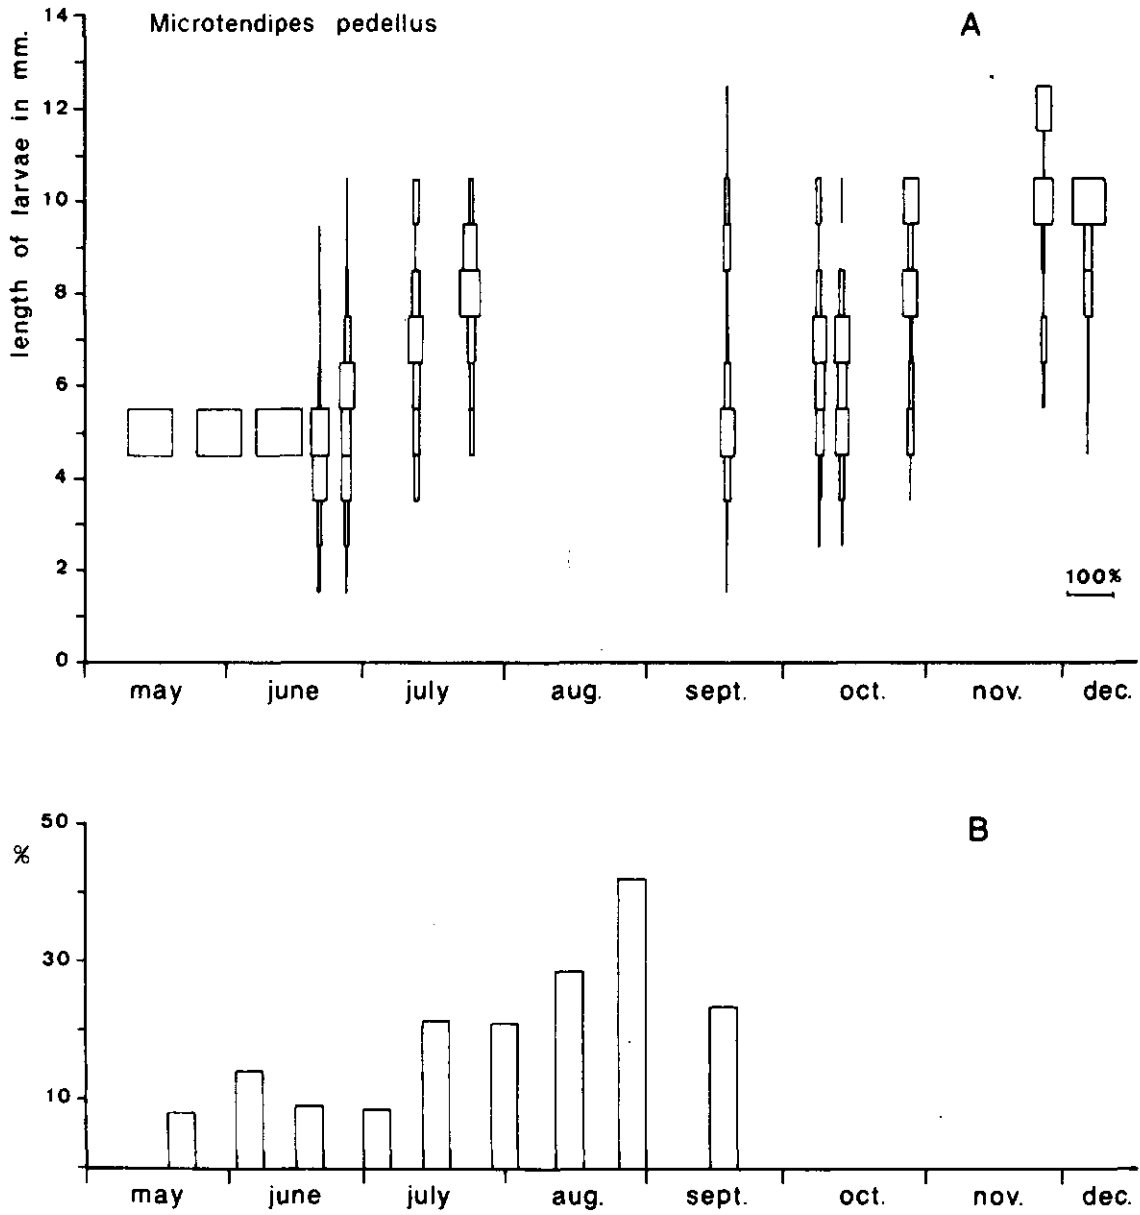 Microtendipes pedellus
A
length of larvae in mm.
14
12
10
8
6
4
2
0
100%
may june july aug. sept. oct. nov. dec.
B
%
50
30
10
may june july aug. sept. oct. nov. dec.